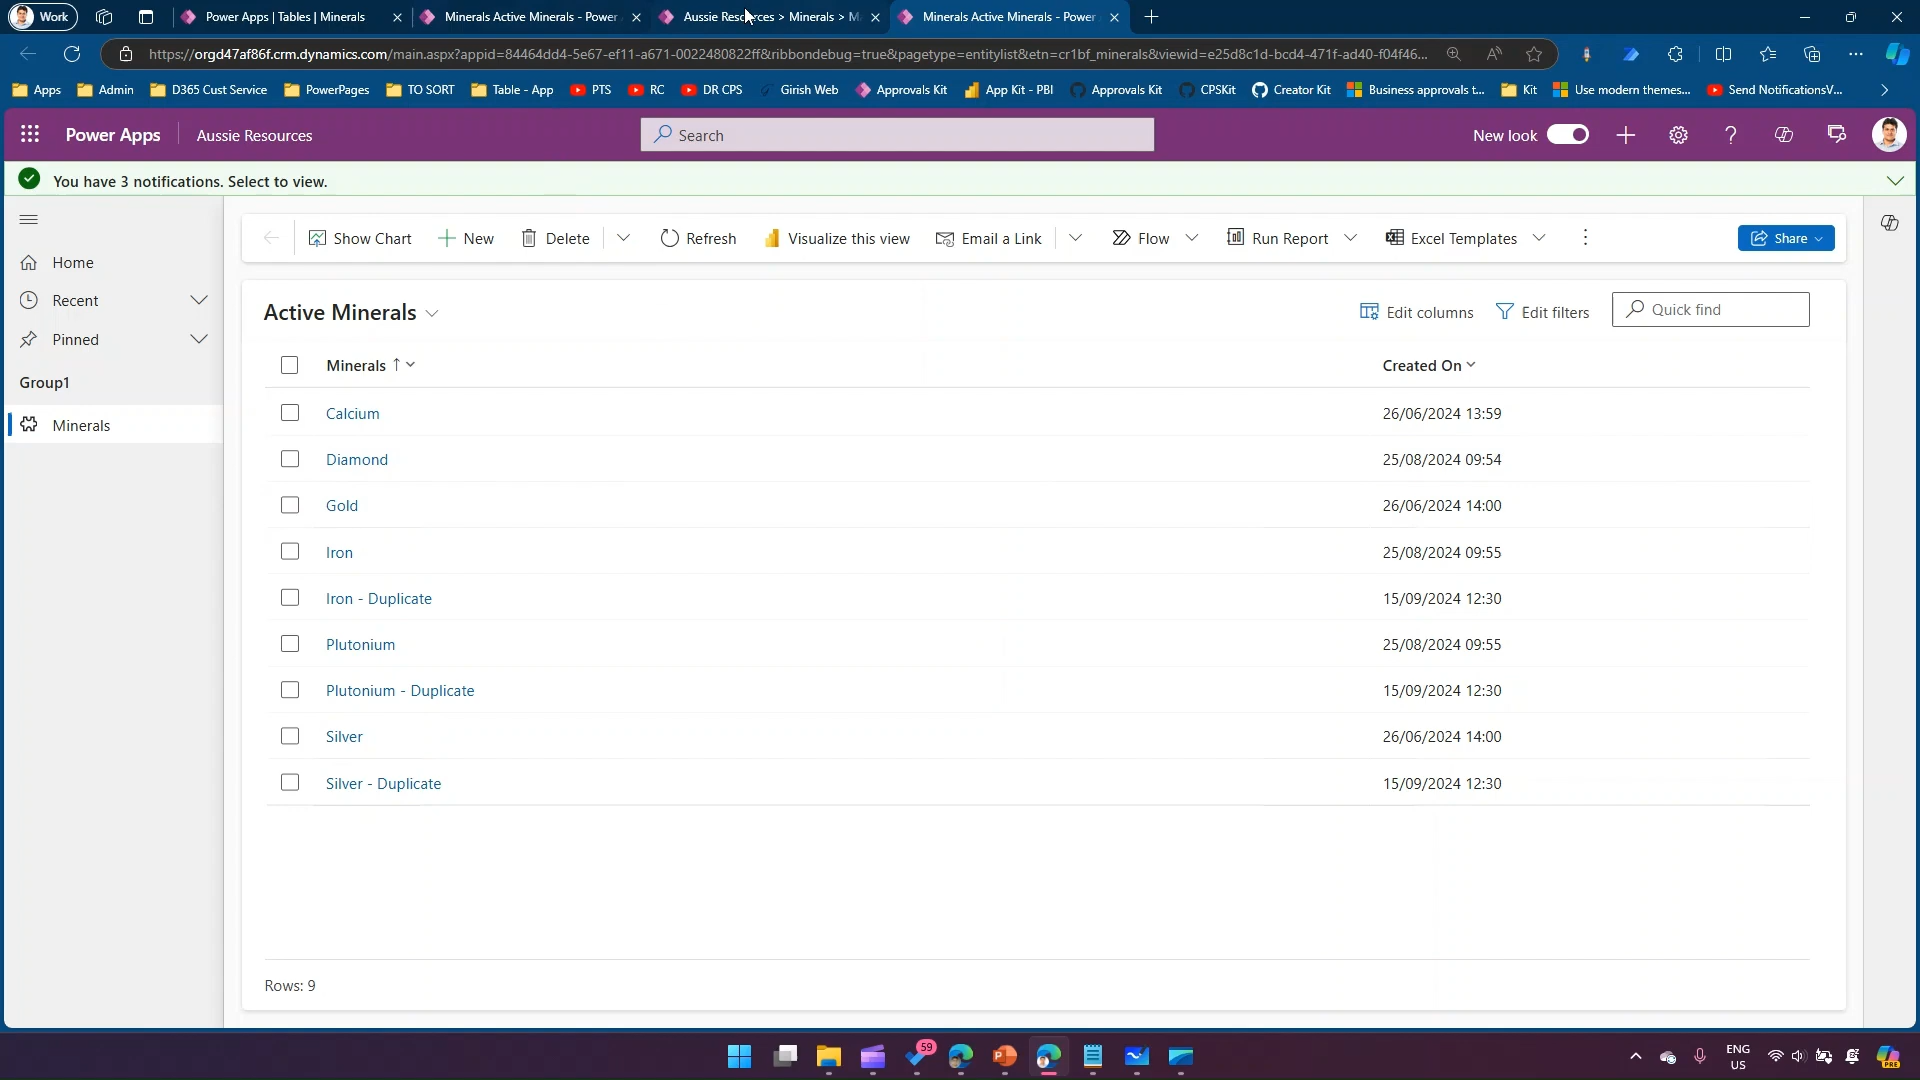 Work
Power Apps | Tables | Minerals
Minerals Active Minerals - Power
Aussie Resources > Minerals > M
Minerals Active Minerals - Power
https://orgd47af86f.crm.dynamics.com/main.aspx?appid=84464dd4-5e67-ef11-a671-0022480822ff&ribbondebug=true&pagetype=entitylist&etn=cr1bf_minerals&viewid=e25d8c1d-bcd4-471f-ad40-f04f46...
Apps
Admin
D365 Cust Service
PowerPages
TO SORT
Table - App
PTS
RC
DR CPS
Girish Web
Approvals Kit
App Kit - PBI
Approvals Kit
CPSKit
Creator Kit
Business approvals t...
Kit
Use modern themes...
Send NotificationsV...
Power Apps
Aussie Resources
Search
New look
You have 3 notifications. Select to view.
Show Chart
New
Delete
Refresh
Visualize this view
Email a Link
Flow
Run Report
Excel Templates
Share
Home
Recent
Pinned
Group1
Minerals
Active Minerals
Edit columns
Edit filters
Quick find
Minerals ↑
Created On
Calcium 26/06/2024 13:59
Diamond 25/08/2024 09:54
Gold 26/06/2024 14:00
Iron 25/08/2024 09:55
Iron - Duplicate 15/09/2024 12:30
Plutonium 25/08/2024 09:55
Plutonium - Duplicate 15/09/2024 12:30
Silver 26/06/2024 14:00
Silver - Duplicate 15/09/2024 12:30
Rows: 9
59
ENG
US
PRE